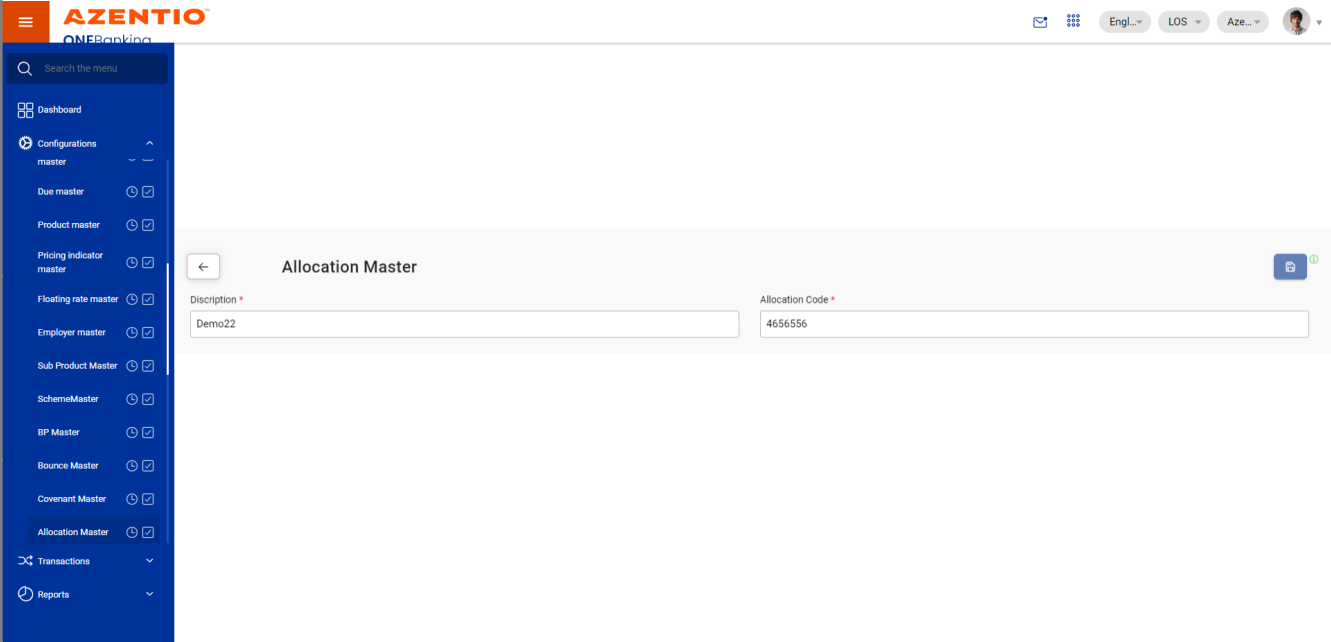 AZENTIO™
ONEBanking
Engl...
LOS
Aze...
Search the menu
Dashboard
Configurations
master
Due master
Product master
Pricing indicator
master
Floating rate master
Employer master
Sub Product Master
SchemeMaster
BP Master
Bounce Master
Covenant Master
Allocation Master
Transactions
Reports
Allocation Master
Discription *
Allocation Code *
Demo22
4656556